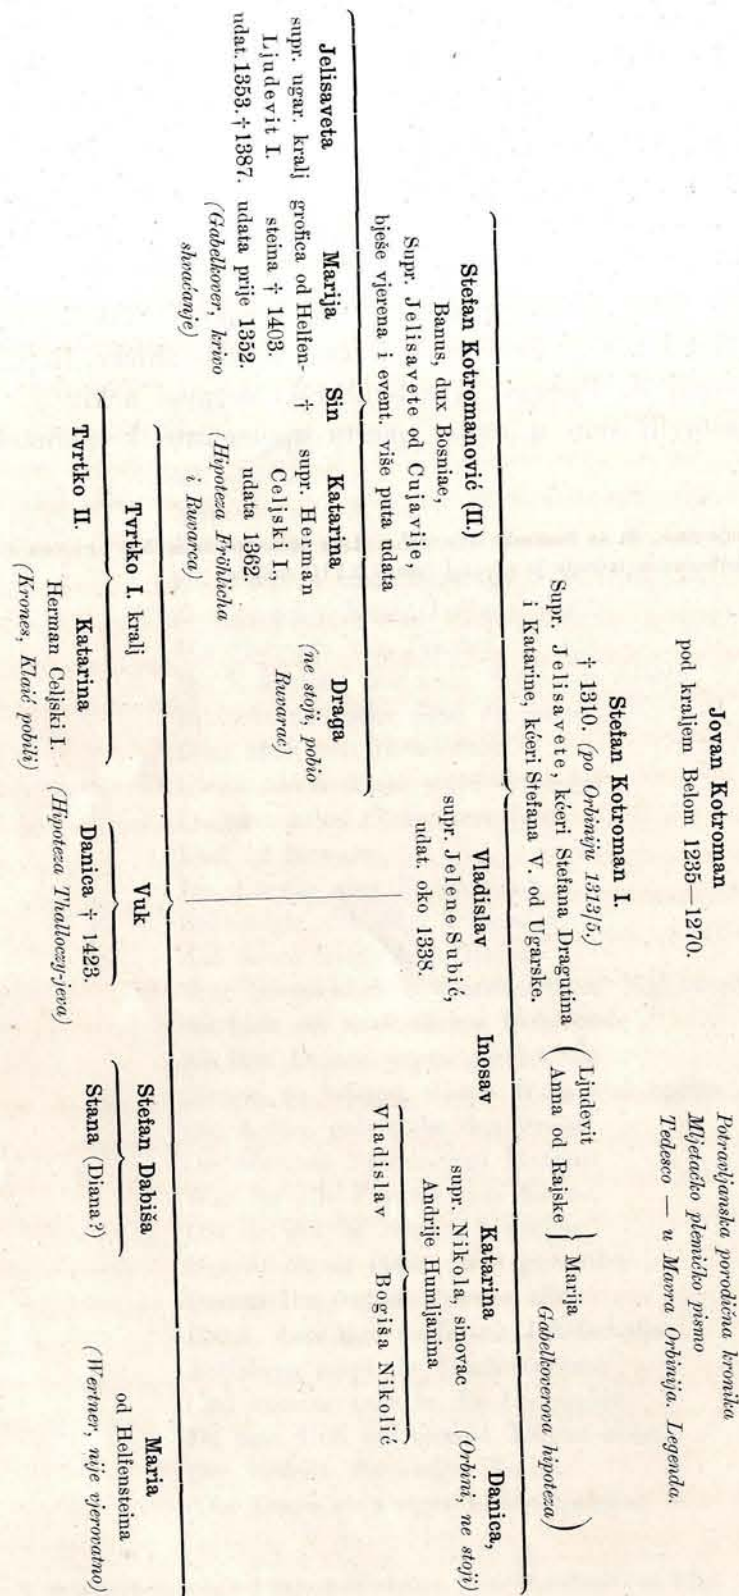 Jovan Kotroman
pod kraljem Belom 1235—1270.
Potravljanska porodična kronika
Mljetačko plemićko pismo
Tedesco — u Mavra Orbinija. Legenda.
Stefan Kotroman I.
† 1310. (po Orbiniju 1313/5.)
Supr. Jelisavete, kćeri Stefana Dragutina
i Katarine, kćeri Stefana V. od Ugarske.
Ljudevit
Anna od Rajske
Marija
Gabelkoverova hipoteza
Stefan Kotromanović (II.)
Banus, dux Bosniae,
Supr. Jelisavete od Cujavije,
bješe vjerena i event više puta udata
Vladislav
supr. Jelene Subić,
udat. oko 1338.
Inosav
Katarina
supr. Nikola, sinovac
Andrije Humljanina
Vladislav Bogiša Nikolić
Danica,
(Orbini, ne stoji)
Jelisaveta
supr. ugar. kralj
Ljudevit I.
udat. 1353. † 1387.
Marija
grofica od Helfen-
steina † 1403.
udata prije 1352.
(Gabelkover, krivo
shvaćanje)
Sin
†
Katarina
supr. Herman
Celjski I.,
udata 1362.
(Hipoteza Fröhlicha
i Ruvarca)
Draga
(ne stoji, pobio
Ruvarac)
Tvrtko I. kralj
Vuk
Stefan Dabiša
Maria
od Helfensteina
(Wertner, nije vjerovatno)
Tvrtko II.
Katarina
Herman Celjski I.
(Krones, Klaić pobili)
Danica † 1423.
(Hipoteza Thalloczy-jeva)
Stana (Diana?)